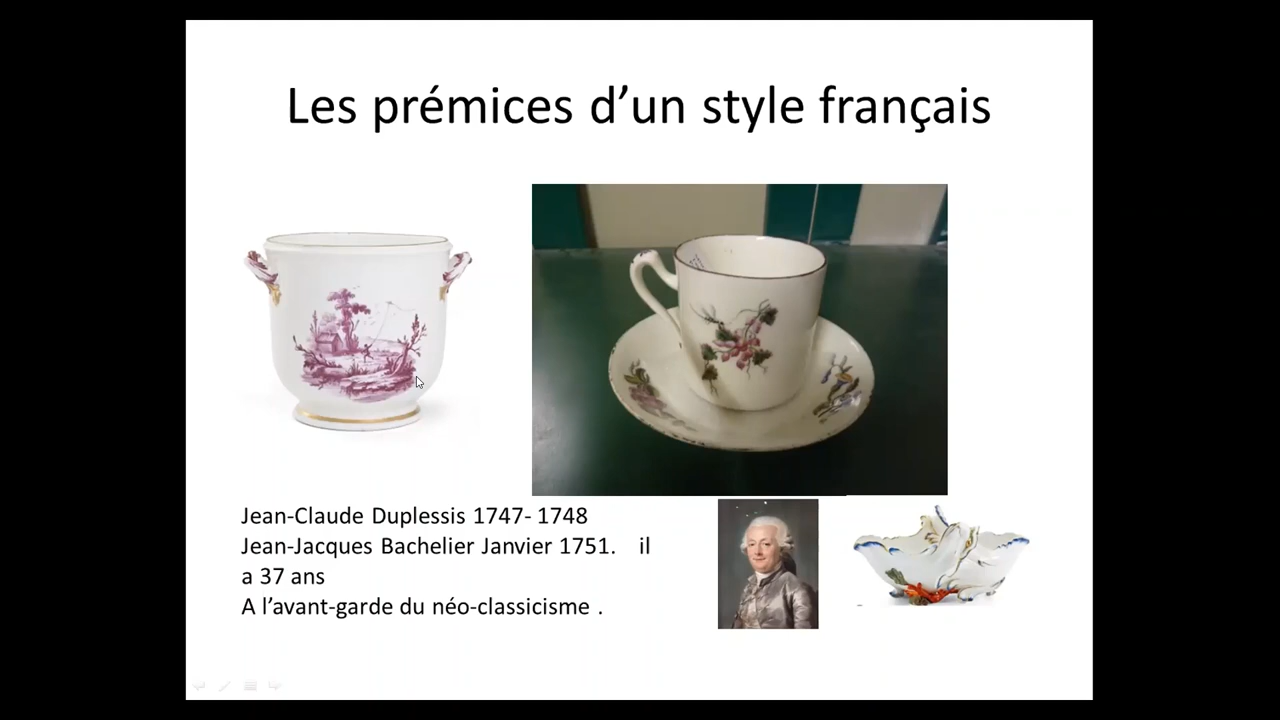 Les prémices d’un style français
Jean-Claude Duplessis 1747- 1748
Jean-Jacques Bachelier Janvier 1751. il
a 37 ans
A l’avant-garde du néo-classicisme .